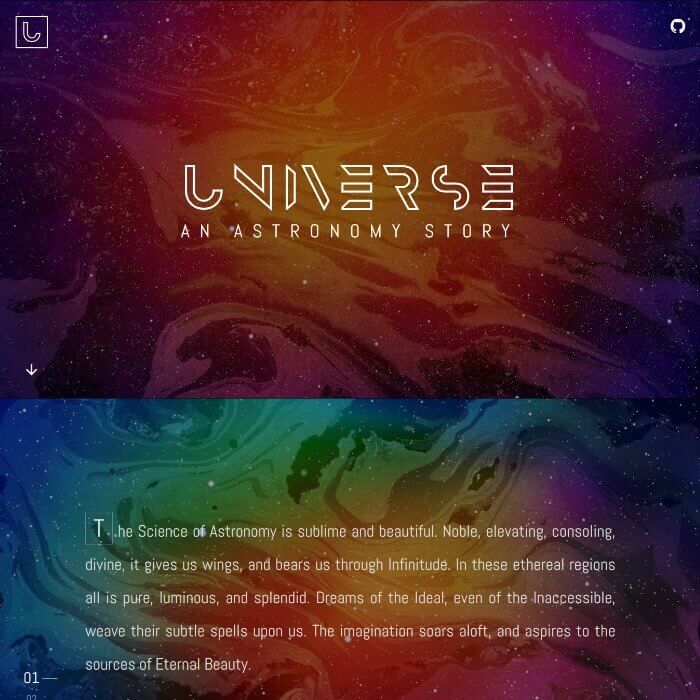 U
UNIVERSE
AN ASTRONOMY STORY
The Science of Astronomy is sublime and beautiful. Noble, elevating, consoling,
divine, it gives us wings, and bears us through Infinitude. In these ethereal regions
all is pure, luminous, and splendid. Dreams of the Ideal, even of the Inaccessible,
weave their subtle spells upon us. The imagination soars aloft, and aspires to the
sources of Eternal Beauty.
01
02